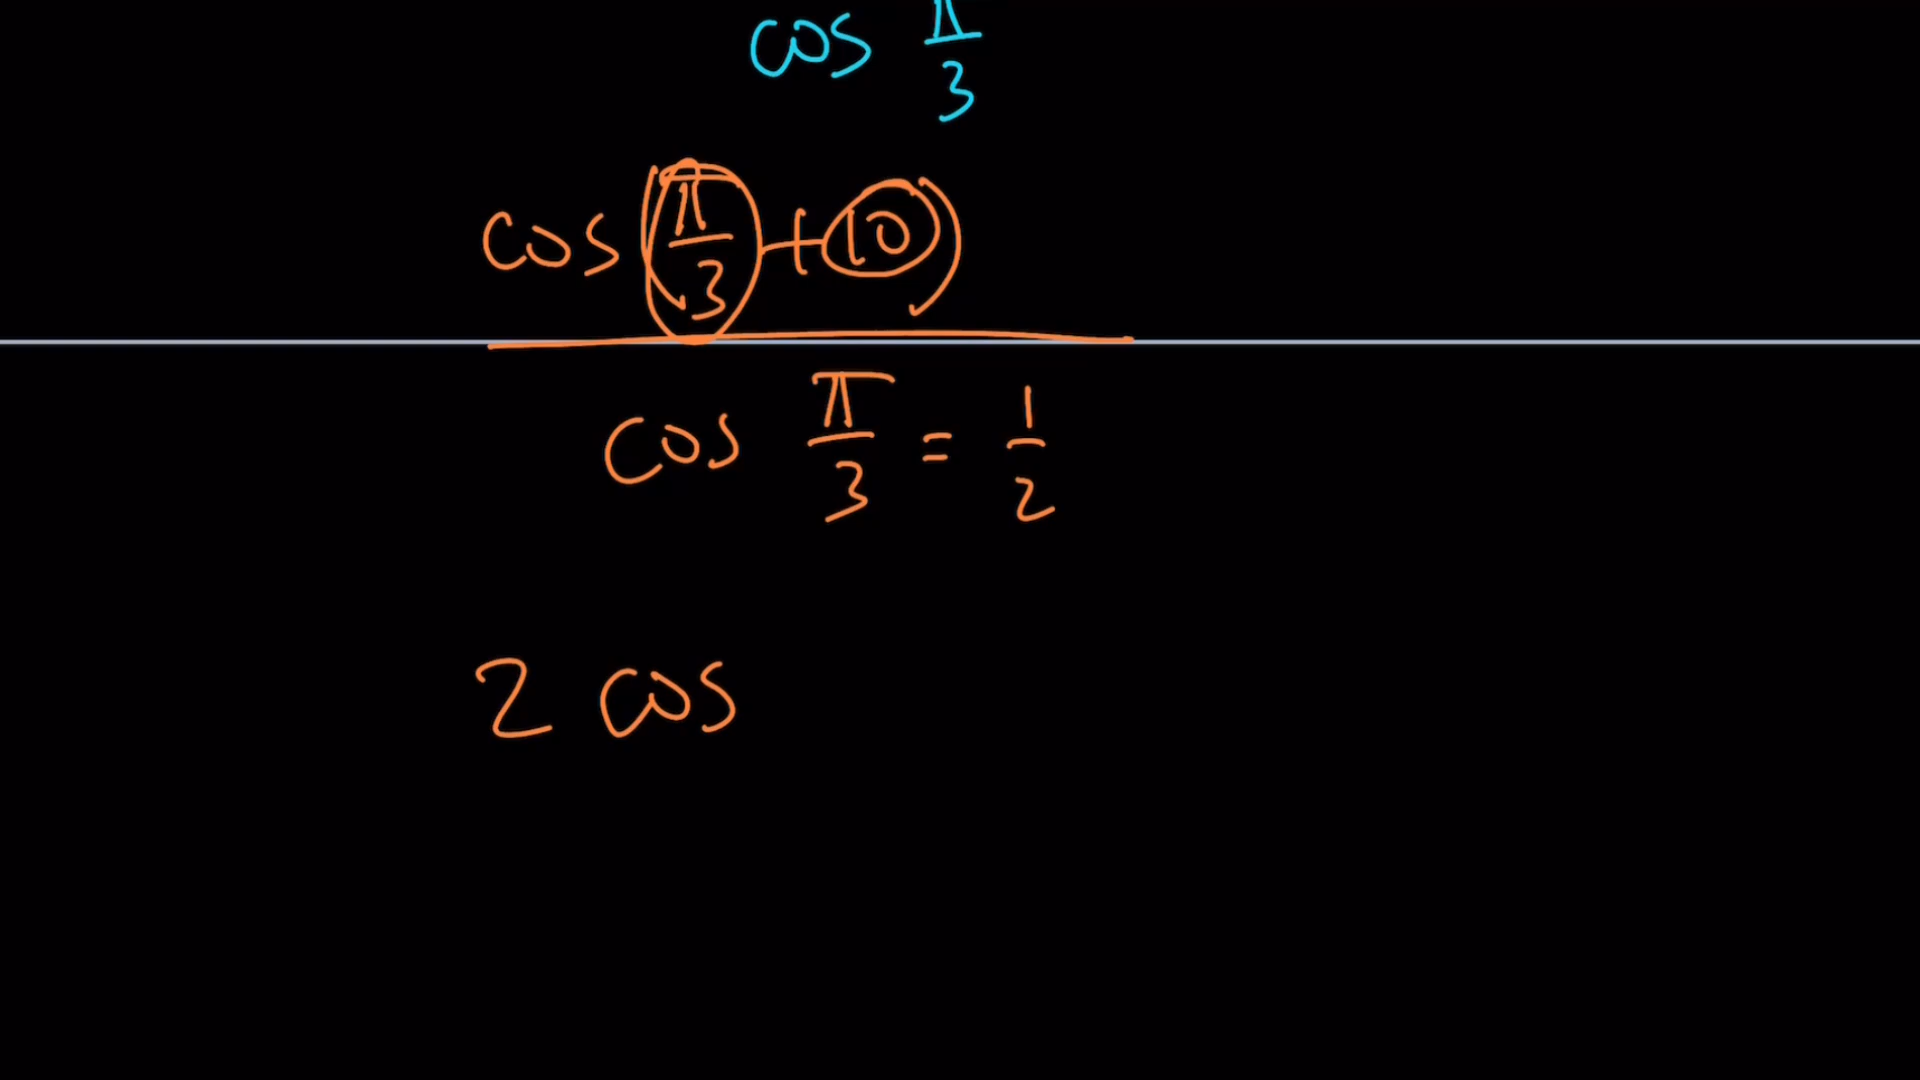 cos π/3
cos (π/3 + 10)
cos π/3 = 1/2
2 cos